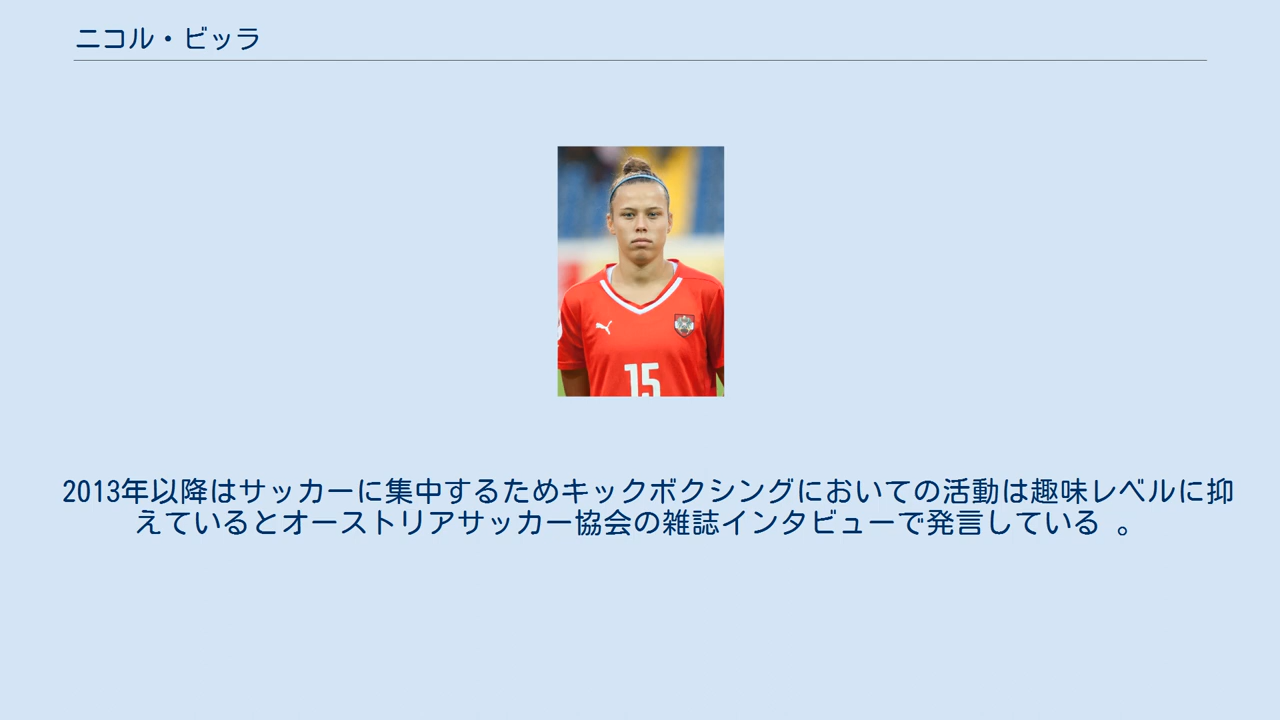 ニコル・ビッラ
15
2013年以降はサッカーに集中するためキックボクシングにおいての活動は趣味レベルに抑
えているとオーストリアサッカー協会の雑誌インタビューで発言している 。